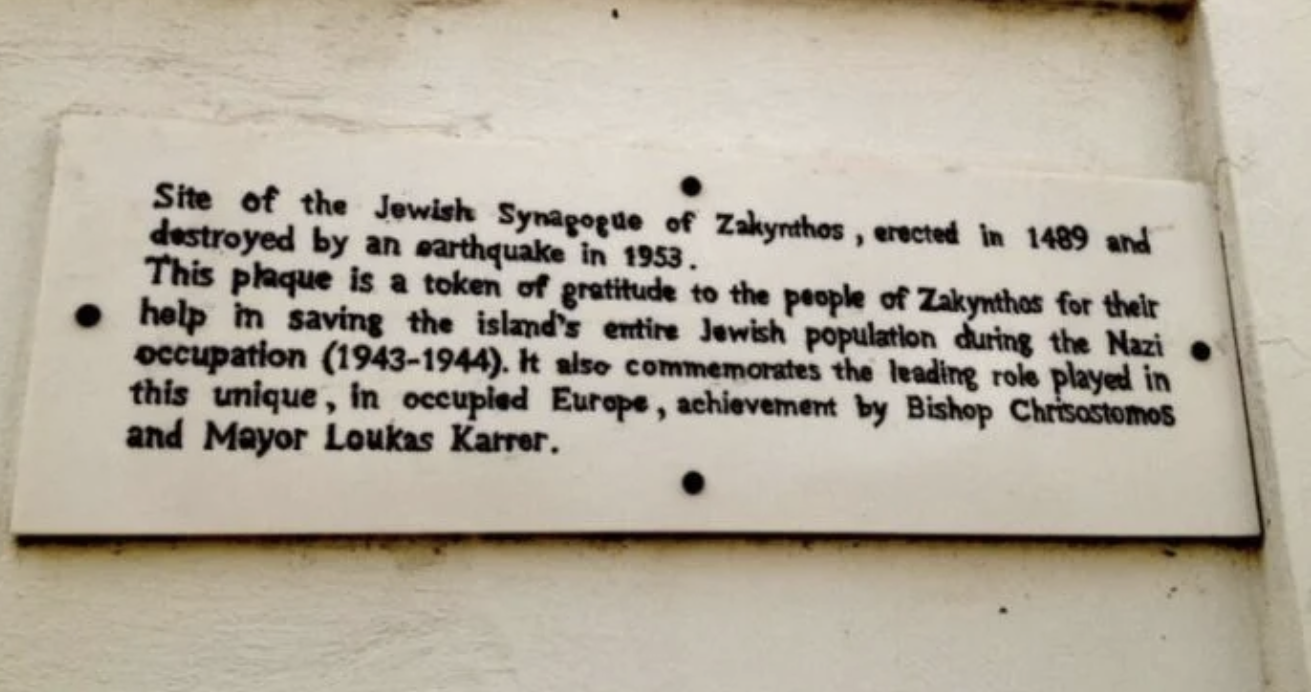 Site of the Jewish Synagogue of Zakynthos, erected in 1489 and
destroyed by an earthquake in 1953.
This plaque is a token of gratitude to the people of Zakynthos for their
help in saving the island's entire Jewish population during the Nazi
occupation (1943-1944). It also commemorates the leading role played in
this unique, in occupied Europe, achievement by Bishop Chrisostomos
and Mayor Loukas Karrer.